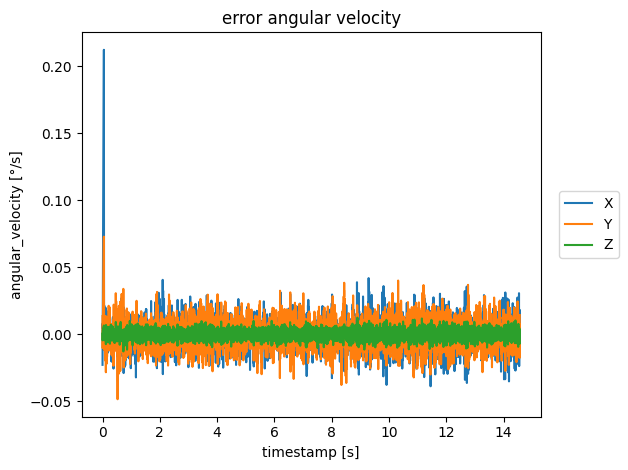 error angular velocity
angular_velocity [°/s]
0.20
0.15
0.10
0.05
0.00
−0.05
0 2 4 6 8 10 12 14
timestamp [s]
X
Y
Z